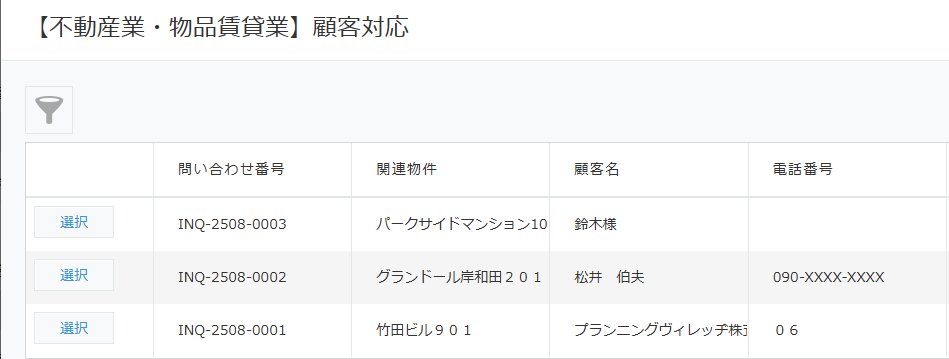 【不動産業・物品賃貸業】顧客対応
問い合わせ番号 関連物件 顧客名 電話番号
選択 INQ-2508-0003 パークサイドマンション10 鈴木様
選択 INQ-2508-0002 グランドール岸和田２０１ 松井　伯夫 090-XXXX-XXXX
選択 INQ-2508-0001 竹田ビル９０１ プランニングヴィレッヂ株 ０６